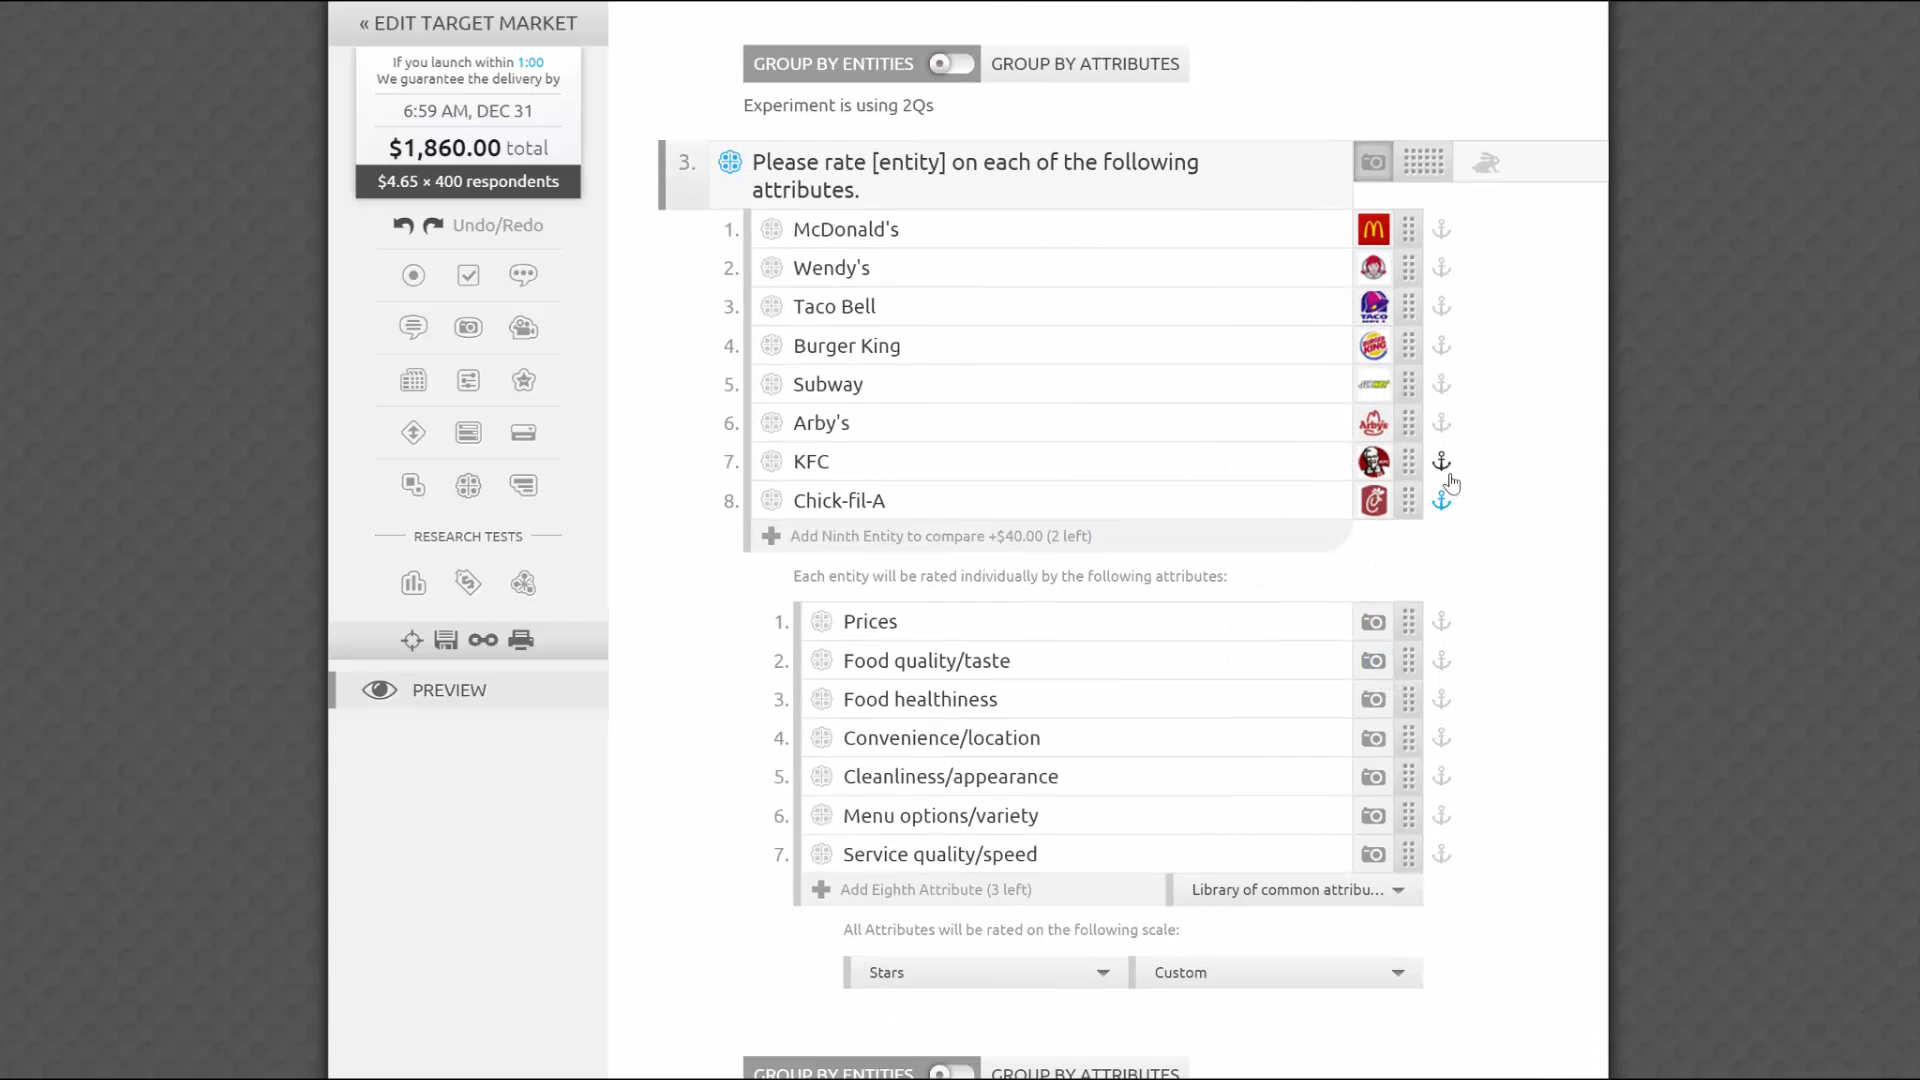 « EDIT TARGET MARKET
If you launch within 1:00
We guarantee the delivery by
6:59 AM, DEC 31
$1,860.00 total
$4.65 × 400 respondents
Undo/Redo
RESEARCH TESTS
PREVIEW
GROUP BY ENTITIES GROUP BY ATTRIBUTES
Experiment is using 2Qs
3. Please rate [entity] on each of the following
attributes.
1. McDonald's
2. Wendy's
3. Taco Bell
TACO
4. Burger King
BURGER
KING
5. Subway
6. Arby's
Arby's
7. KFC
8. Chick-fil-A
Add Ninth Entity to compare +$40.00 (2 left)
Each entity will be rated individually by the following attributes:
1. Prices
2. Food quality/taste
3. Food healthiness
4. Convenience/location
5. Cleanliness/appearance
6. Menu options/variety
7. Service quality/speed
Add Eighth Attribute (3 left) Library of common attribu...
All Attributes will be rated on the following scale:
Stars Custom
GROUP BY ENTITIES GROUP BY ATTRIBUTES